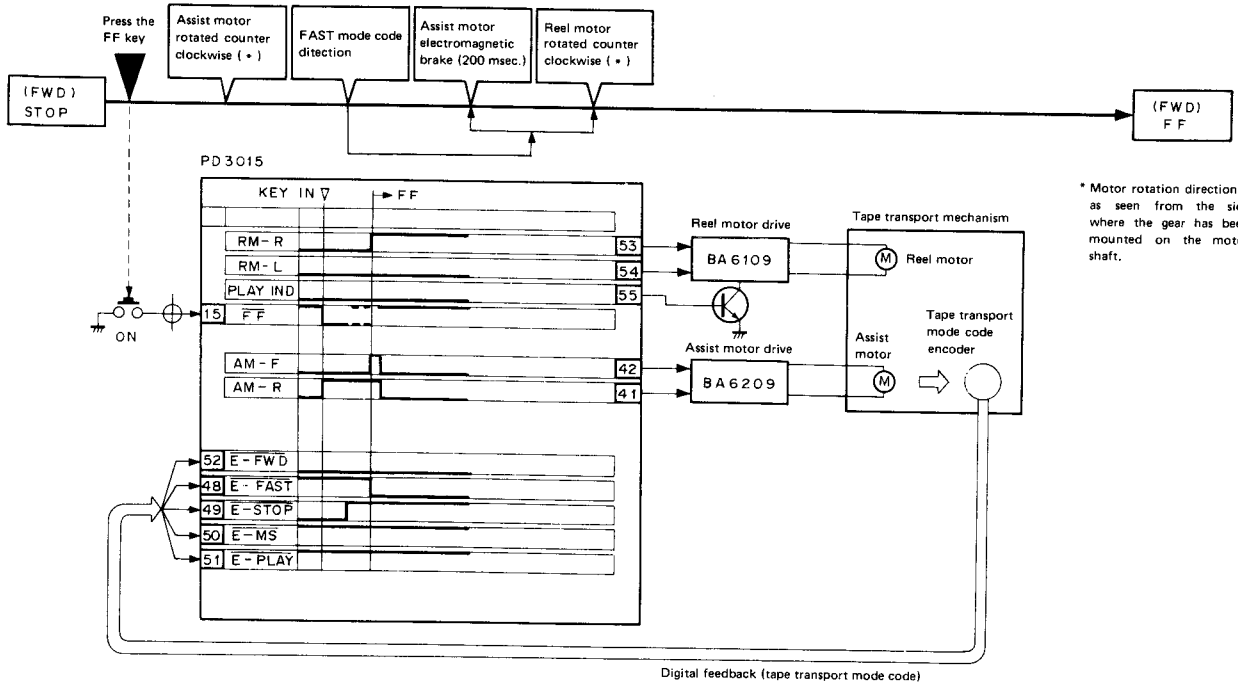 Press the
FF key
Assist motor
rotated counter
clockwise ( * )
FAST mode code
ditection
Assist motor
electromagnetic
brake (200 msec.)
Reel motor
rotated counter
clockwise ( * )
(FWD)
STOP
(FWD)
FF
PD3015
KEY IN ▽
FF
RM-R
53
RM-L
54
PLAY IND
55
15
FF
ON
AM-F
42
AM-R
41
52 E-FWD
48 E-FAST
49 E-STOP
50 E-MS
51 E-PLAY
Reel motor drive
BA6109
Assist motor drive
BA6209
Tape transport mechanism
M
Reel motor
Tape transport
mode code
encoder
Assist
motor
M
* Motor rotation direction
as seen from the
where the gear has
mounted on the
shaft.
Digital feedback (tape transport mode code)